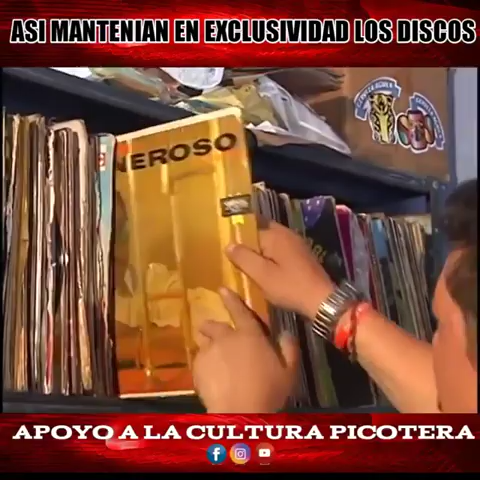 ASI MANTENIAN EN EXCLUSIVIDAD LOS DISCOS
NEROSO
APOYO A LA CULTURA PICOTERA